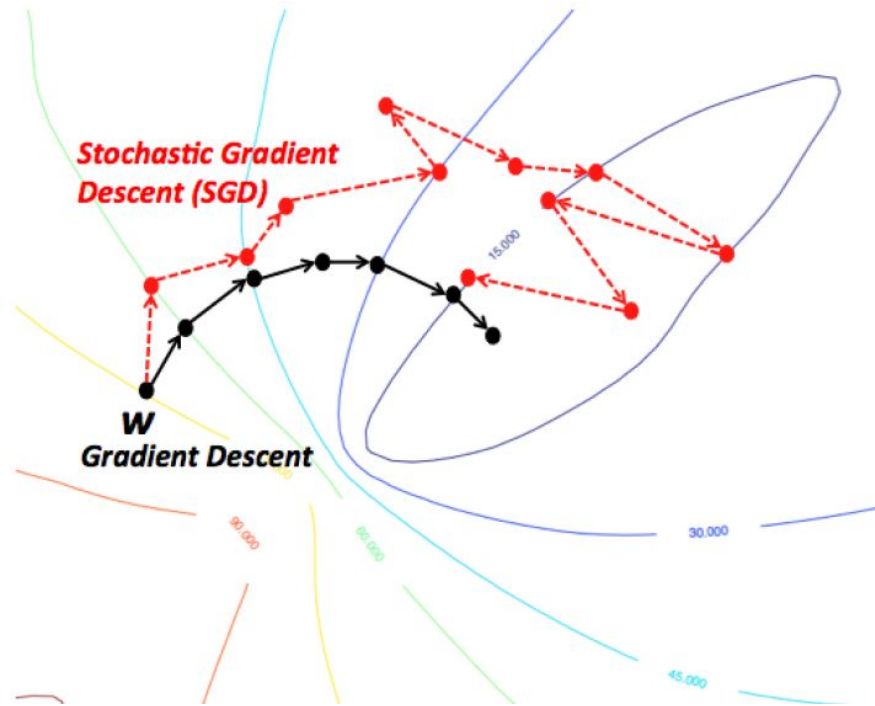 Stochastic Gradient
Descent (SGD)
15.000
W
Gradient Descent
90.000
60.000
30.000
45.000